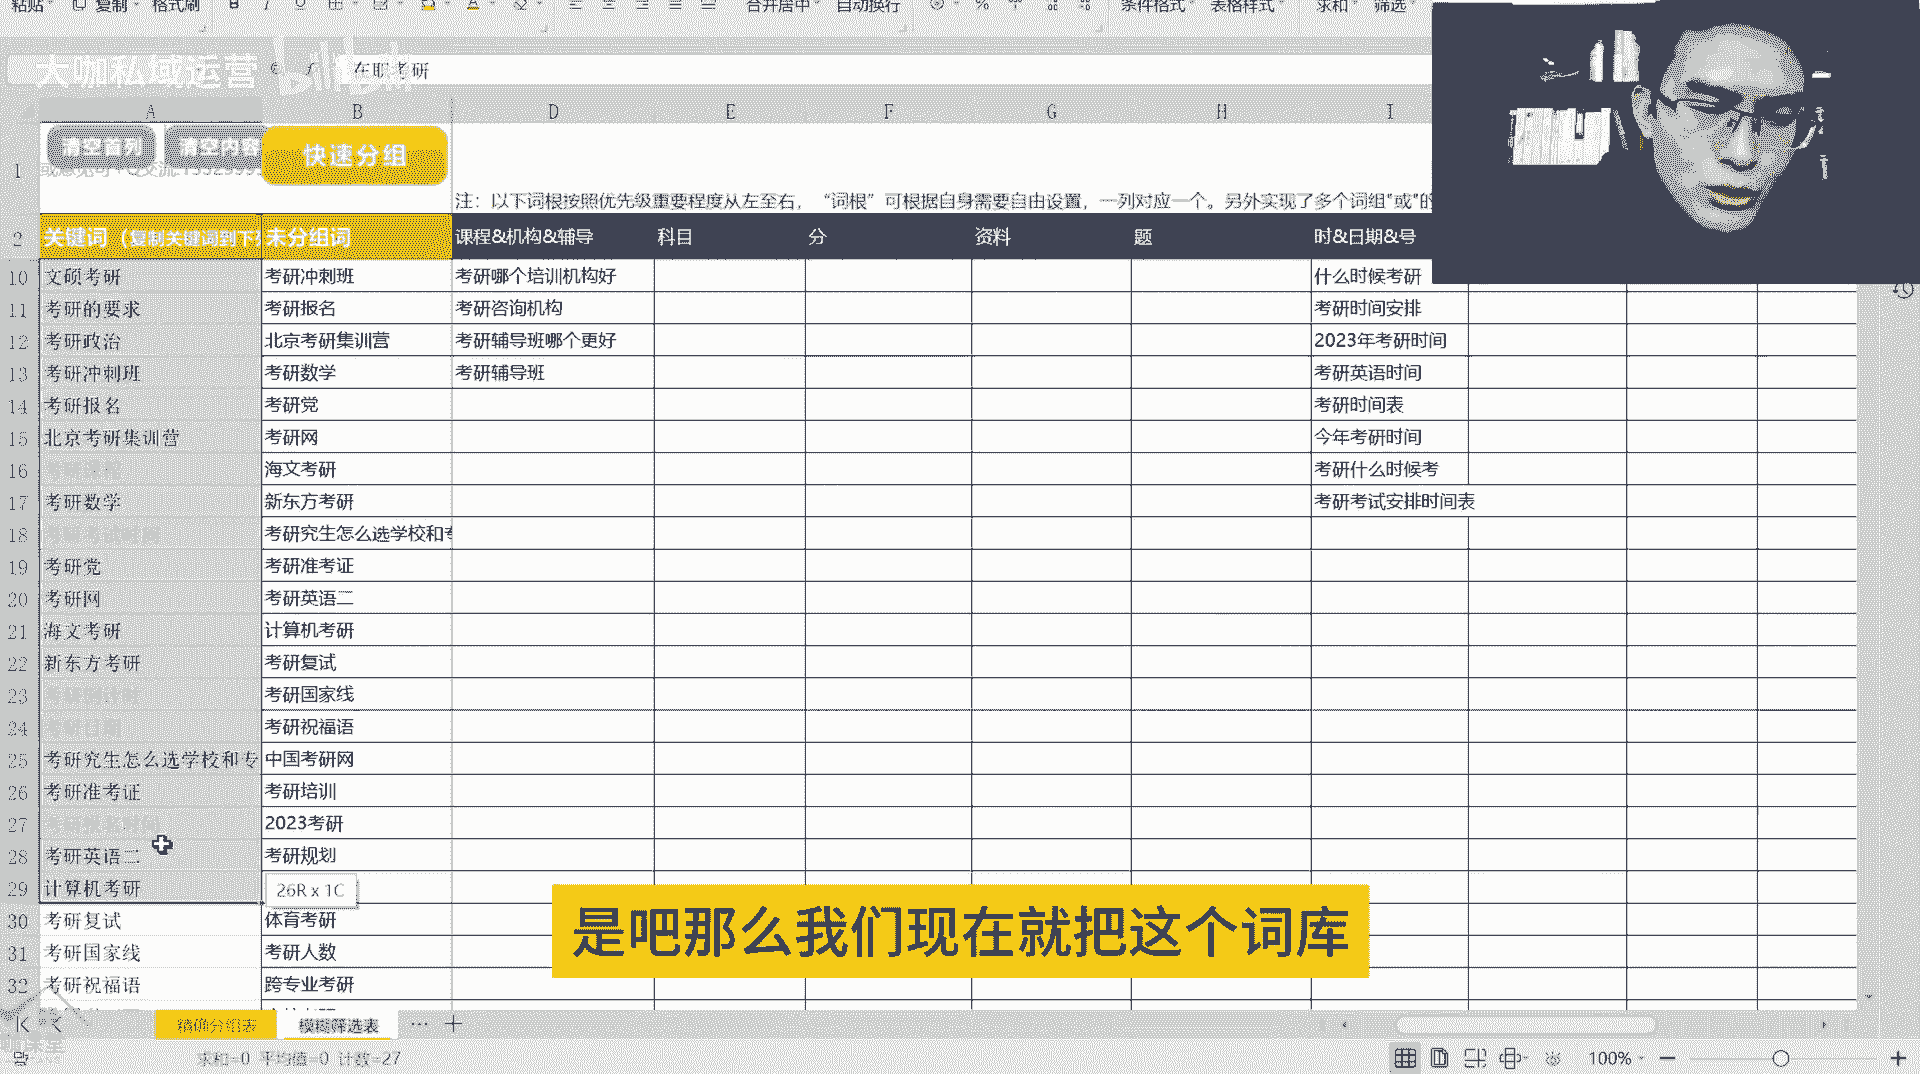 粘贴 复制 格式刷 B I U A 合并居中 自动换行 % 条件格式 表格样式 求和 筛选
大咖私域运营 bilibili 在职考研
A B D E F G H I
清空首列 清空内容 快速分组
1
注：以下词根按照优先级重要程度从左至右， “词根”可根据自身需要自由设置，一列对应一个。另外实现了多个词组“或”的
2 关键词（复制关键词到下 未分组词 课程&机构&辅导 科目 分 资料 题 时&日期&号
10 文硕考研 考研冲刺班 考研哪个培训机构好 什么时候考研
11 考研的要求 考研报名 考研咨询机构 考研时间安排
12 考研政治 北京考研集训营 考研辅导班哪个更好 2023年考研时间
13 考研冲刺班 考研数学 考研辅导班 考研英语时间
14 考研报名 考研党 考研时间表
15 北京考研集训营 考研网 今年考研时间
16 海文考研 考研什么时候考
17 考研数学 新东方考研 考研考试安排时间表
18 考研考试时间 考研究生怎么选学校和专
19 考研党 考研准考证
20 考研网 考研英语二
21 海文考研 计算机考研
22 新东方考研 考研复试
23 考研倒计时 考研国家线
24 考研日期 考研祝福语
25 考研究生怎么选学校和专 中国考研网
26 考研准考证 考研培训
27 考研报名时间 2023考研
28 考研英语二 考研规划
29 计算机考研 26R x 1C
30 考研复试 体育考研
31 考研国家线 考研人数
32 考研祝福语 跨专业考研
是吧那么我们现在就把这个词库
精确分组表 模糊筛选表 ··· +
求和=0 平均值=0 计数=27 100% − +